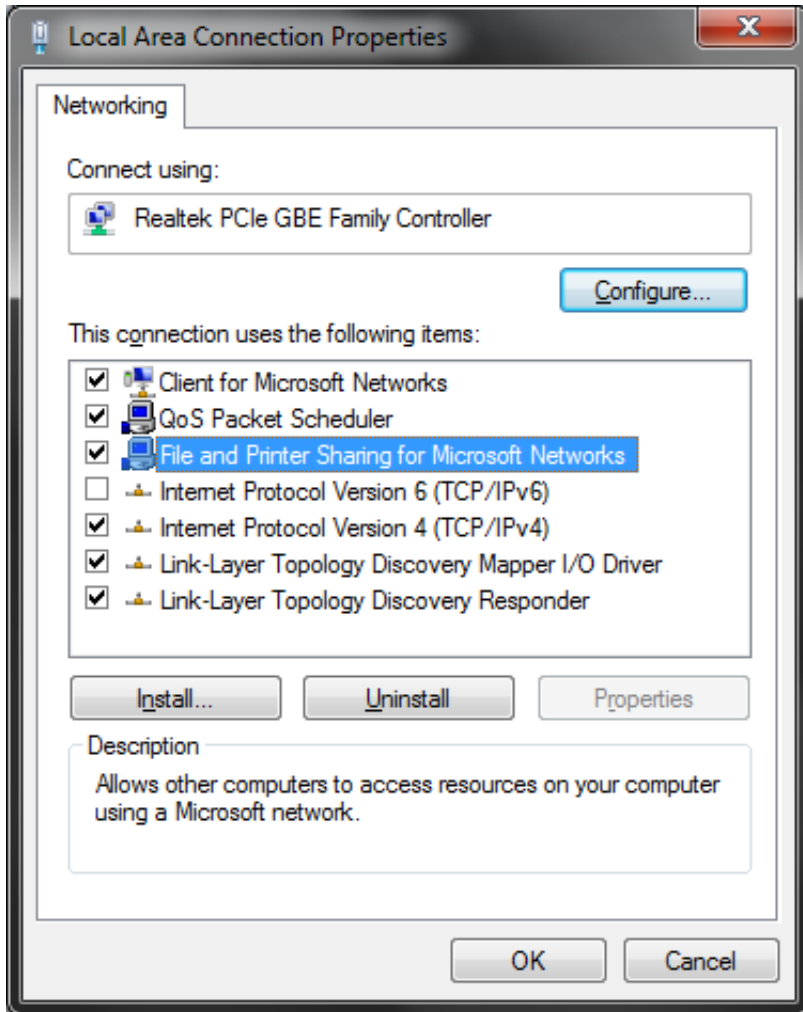 Local Area Connection Properties
Networking
Connect using:
Realtek PCIe GBE Family Controller
Configure...
This connection uses the following items:
Client for Microsoft Networks
QoS Packet Scheduler
File and Printer Sharing for Microsoft Networks
Internet Protocol Version 6 (TCP/IPv6)
Internet Protocol Version 4 (TCP/IPv4)
Link-Layer Topology Discovery Mapper I/O Driver
Link-Layer Topology Discovery Responder
Install... Uninstall Properties
Description
Allows other computers to access resources on your computer
using a Microsoft network.
OK Cancel